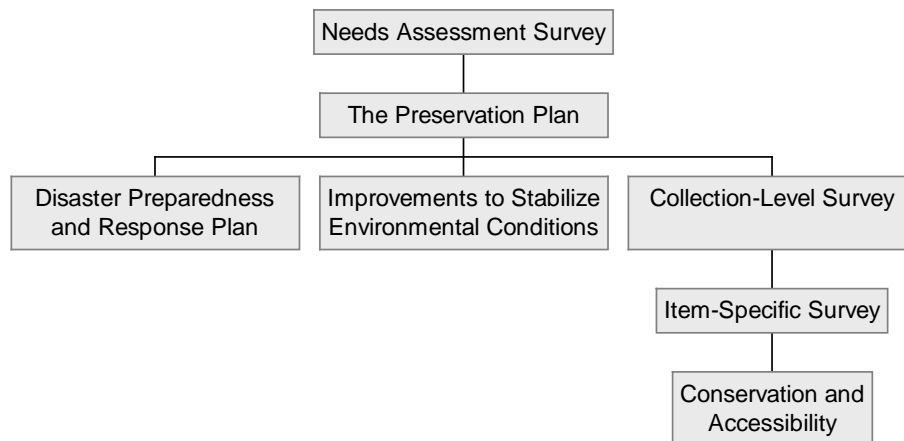 Needs Assessment Survey
The Preservation Plan
Disaster Preparedness
and Response Plan
Improvements to Stabilize
Environmental Conditions
Collection-Level Survey
Item-Specific Survey
Conservation and
Accessibility